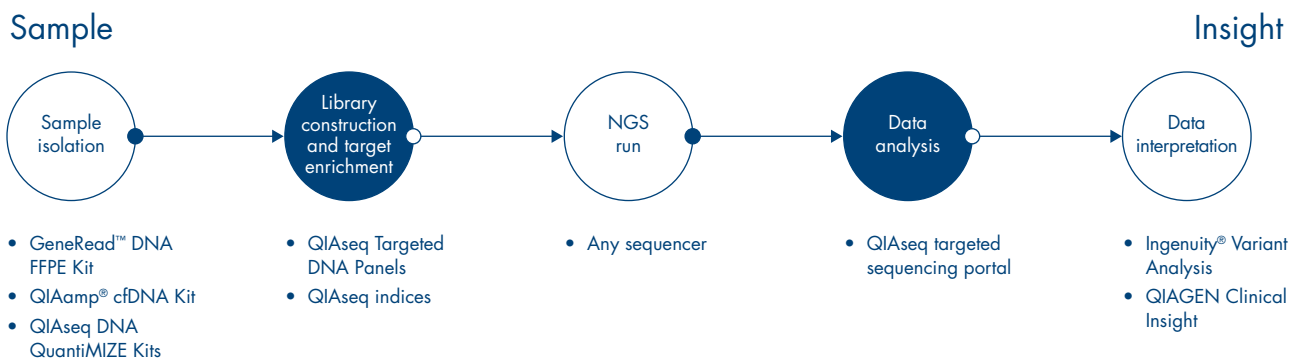 Sample
Insight
Sample
isolation
Library
construction
and target
enrichment
NGS
run
Data
analysis
Data
interpretation
• GeneRead™ DNA
FFPE Kit
• QIAamp® cfDNA Kit
• QIAseq DNA
QuantiMIZE Kits
• QIAseq Targeted
DNA Panels
• QIAseq indices
• Any sequencer
• QIAseq targeted
sequencing portal
• Ingenuity® Variant
Analysis
• QIAGEN Clinical
Insight